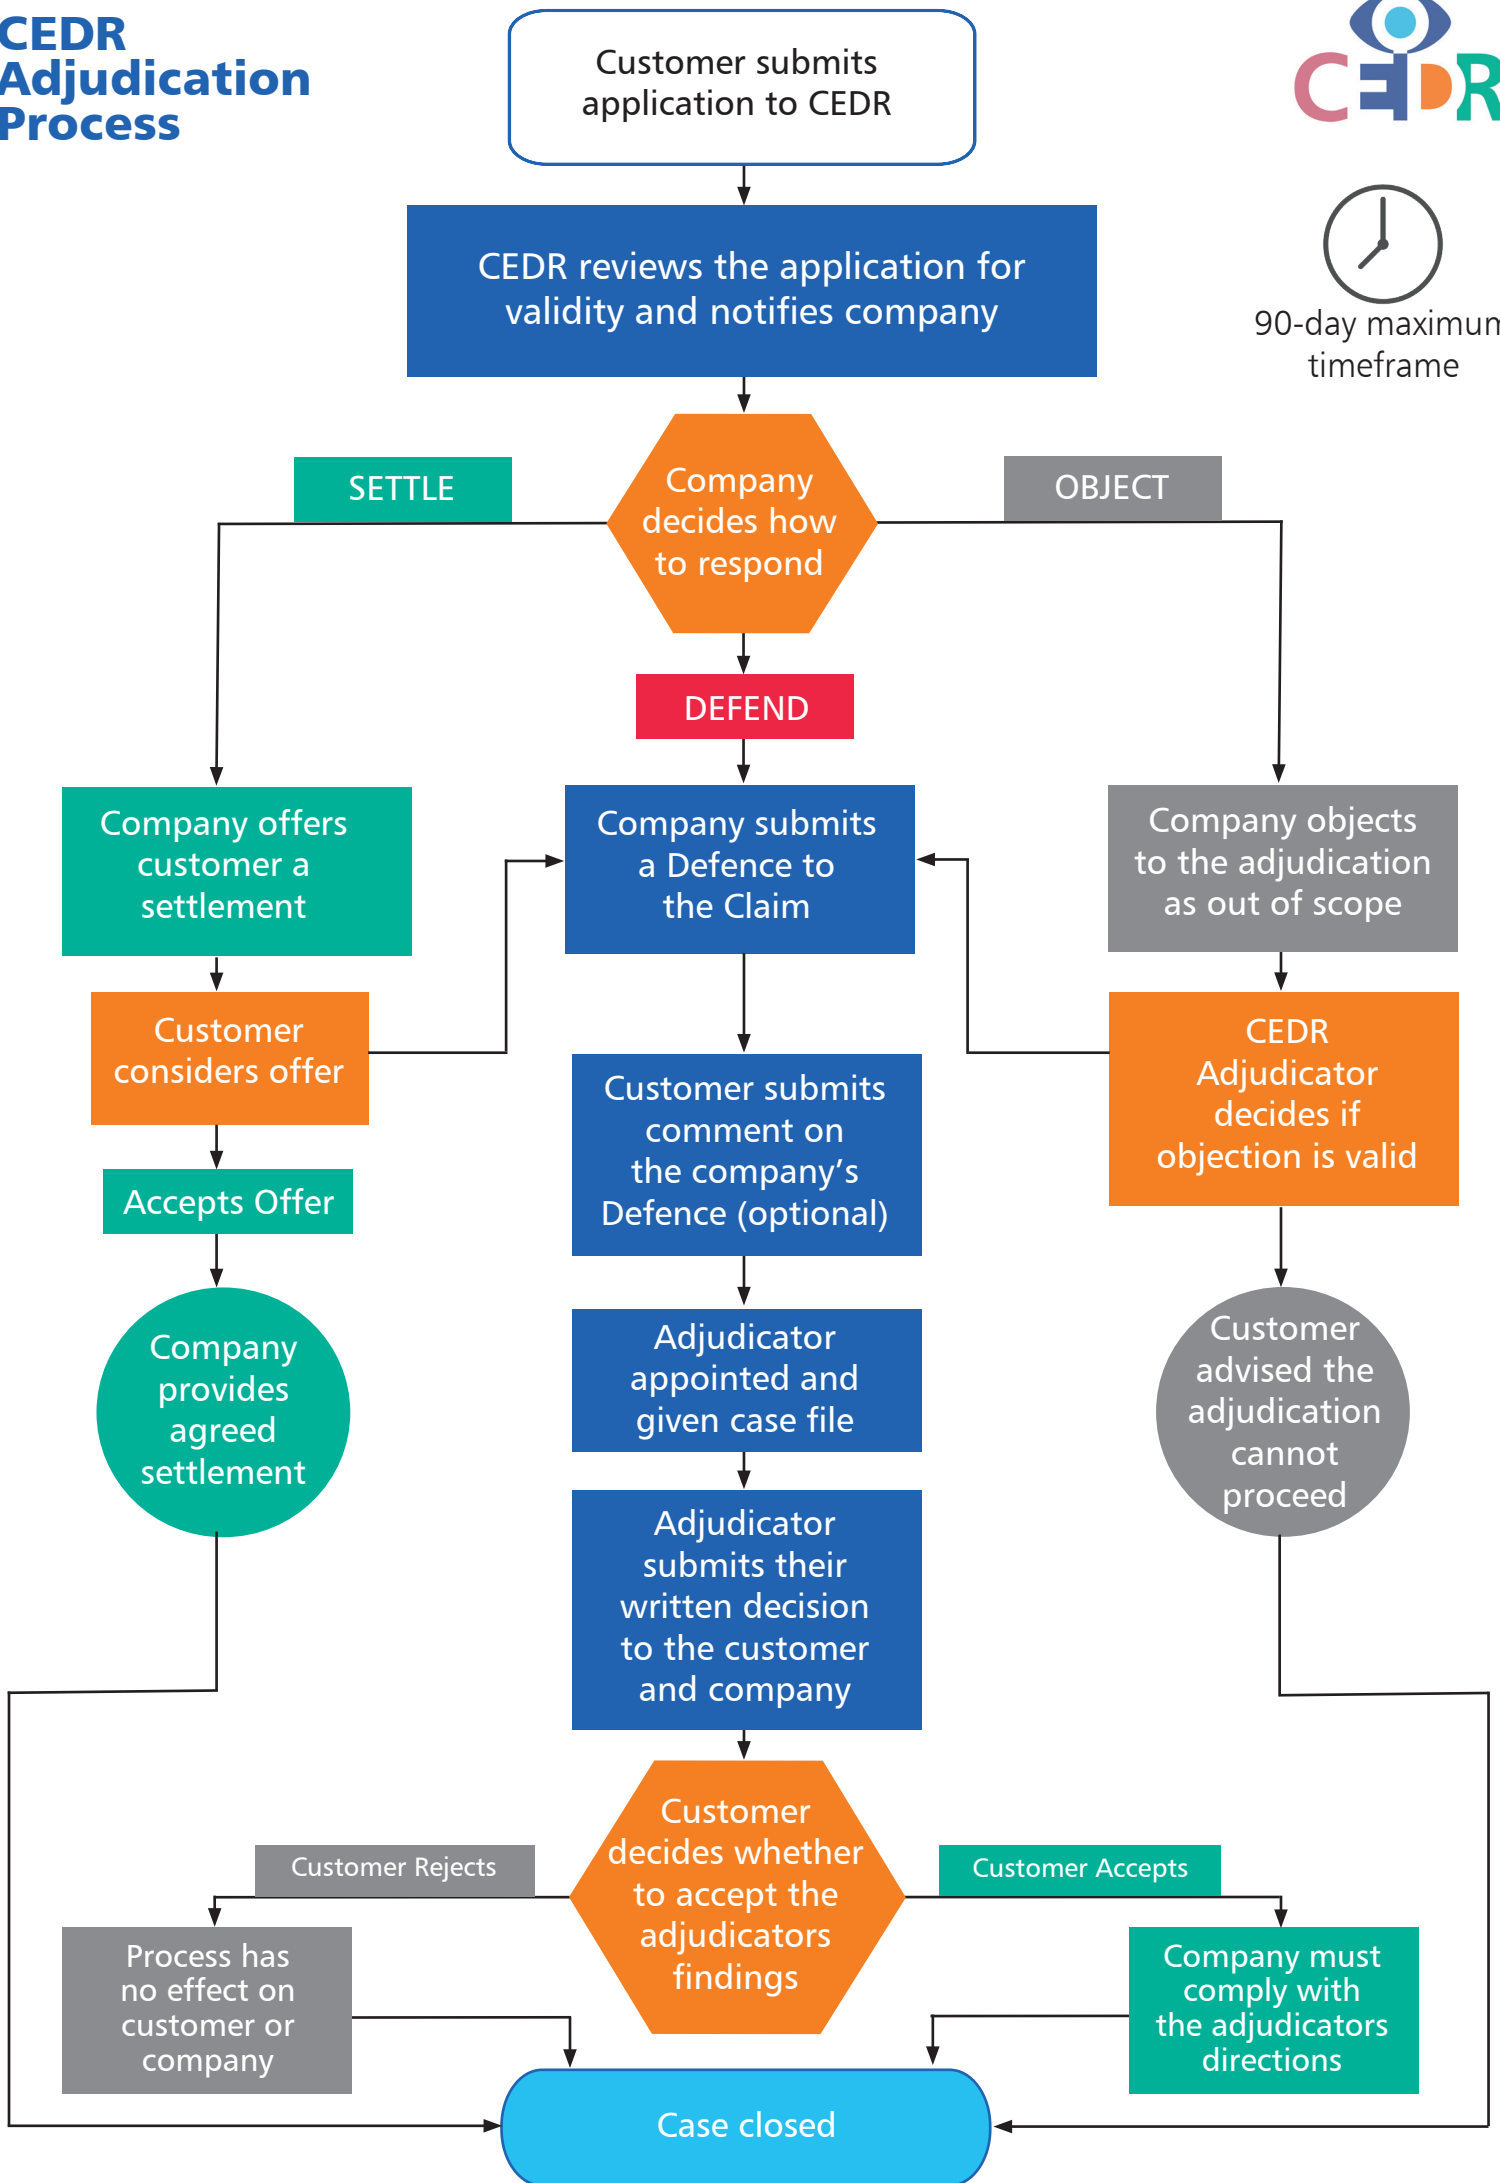 CEDR
Adjudication
Process
Customer submits
application to CEDR
CEDR
CEDR reviews the application for
validity and notifies company
90-day maximum
timeframe
SETTLE
Company
decides how
to respond
OBJECT
DEFEND
Company offers
customer a
settlement
Company submits
a Defence to
the Claim
Company objects
to the adjudication
as out of scope
Customer
considers offer
CEDR
Adjudicator
decides if
objection is valid
Customer submits
comment on
the company’s
Defence (optional)
Accepts Offer
Company
provides
agreed
settlement
Adjudicator
appointed and
given case file
Customer
advised the
adjudication
cannot
proceed
Adjudicator
submits their
written decision
to the customer
and company
Customer
decides whether
to accept the
adjudicators
findings
Customer Rejects
Customer Accepts
Process has
no effect on
customer or
company
Company must
comply with
the adjudicators
directions
Case closed